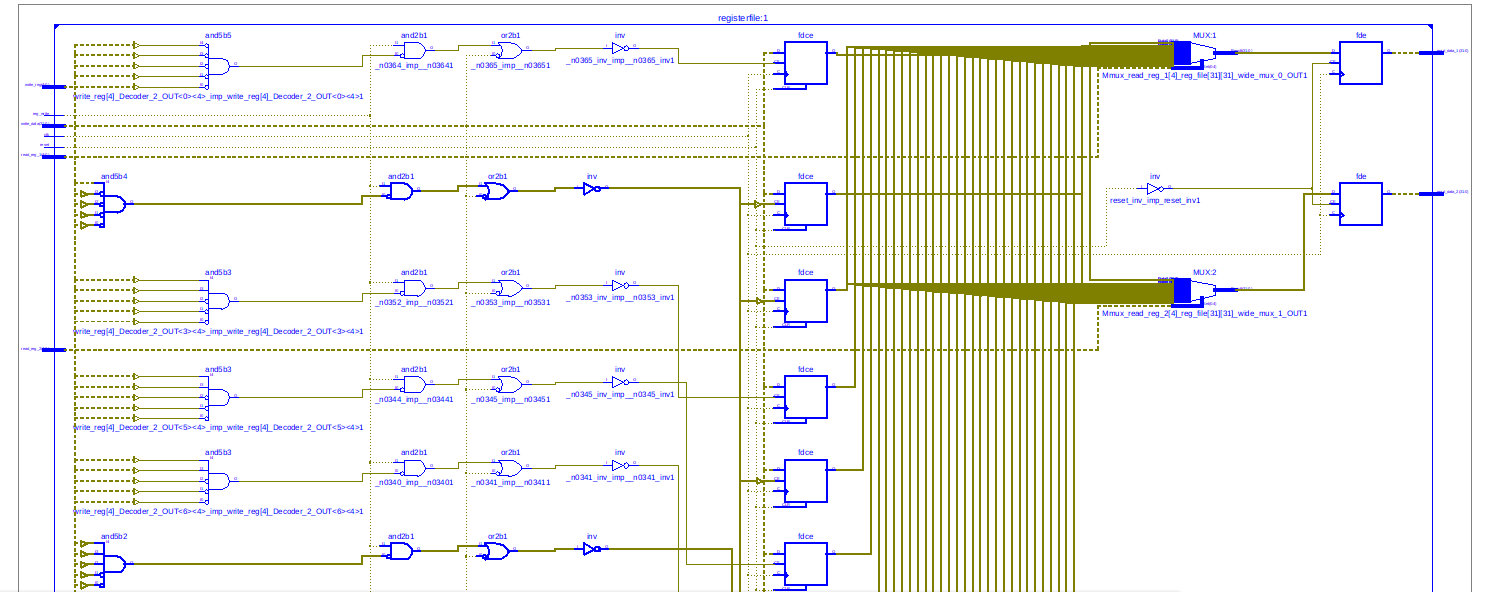 registerfile:1
and5b5
and2b1
or2b1
inv
fdce
MUX:1
fde
_n0364_imp__n03641
_n0365_imp__n03651
_n0365_inv_imp__n0365_inv1
Mmux_read_reg_1[4]_reg_file[31][31]_wide_mux_0_OUT1
write_reg[4]_Decoder_2_OUT<0><4>_imp_write_reg[4]_Decoder_2_OUT<0><4>1
and5b4
and2b1
or2b1
inv
fdce
inv
fde
reset_inv_imp_reset_inv1
and5b3
and2b1
or2b1
inv
fdce
MUX:2
_n0352_imp__n03521
_n0353_imp__n03531
_n0353_inv_imp__n0353_inv1
Mmux_read_reg_2[4]_reg_file[31][31]_wide_mux_1_OUT1
write_reg[4]_Decoder_2_OUT<3><4>_imp_write_reg[4]_Decoder_2_OUT<3><4>1
and5b3
and2b1
or2b1
inv
fdce
_n0344_imp__n03441
_n0345_imp__n03451
_n0345_inv_imp__n0345_inv1
write_reg[4]_Decoder_2_OUT<5><4>_imp_write_reg[4]_Decoder_2_OUT<5><4>1
and5b3
and2b1
or2b1
inv
fdce
_n0340_imp__n03401
_n0341_imp__n03411
_n0341_inv_imp__n0341_inv1
write_reg[4]_Decoder_2_OUT<6><4>_imp_write_reg[4]_Decoder_2_OUT<6><4>1
and5b2
and2b1
or2b1
inv
fdce